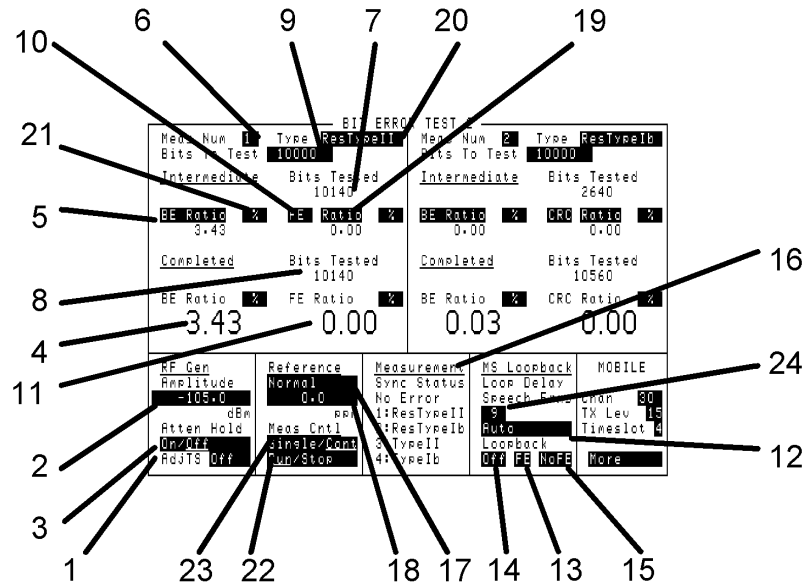 6 9 7 20 19
10
21
5
8
4
11
2
3
1
23 22 18 17 14 13 15
16
24
12
BIT ERROR TEST 2
Meas Num 1 Type ResTypeII
Bits To Test 10000
Intermediate Bits Tested
10140
BE Ratio % FE Ratio %
3.43 0.00
Completed Bits Tested
10140
BE Ratio % FE Ratio %
3.43 0.00
Meas Num 2 Type ResTypeIb
Bits To Test 10000
Intermediate Bits Tested
2640
BE Ratio % CRC Ratio %
0.00 0.00
Completed Bits Tested
10560
BE Ratio % CRC Ratio %
0.03 0.00
RF Gen
Amplitude
-105.0
dBm
Atten Hold
On/Off
AdjTS Off
Reference
Normal
0.0
ppm
Meas Cntl
Single/Cont
Run/Stop
Measurement
Sync Status
No Error
1:ResTypeII
2:ResTypeIb
3:TypeII
4:TypeIb
MS Loopback
Loop Delay
Speech Frms
9
Auto
Loopback
Off FE NoFE
MOBILE
Chan 30
TX Lev 15
Timeslot 4
More